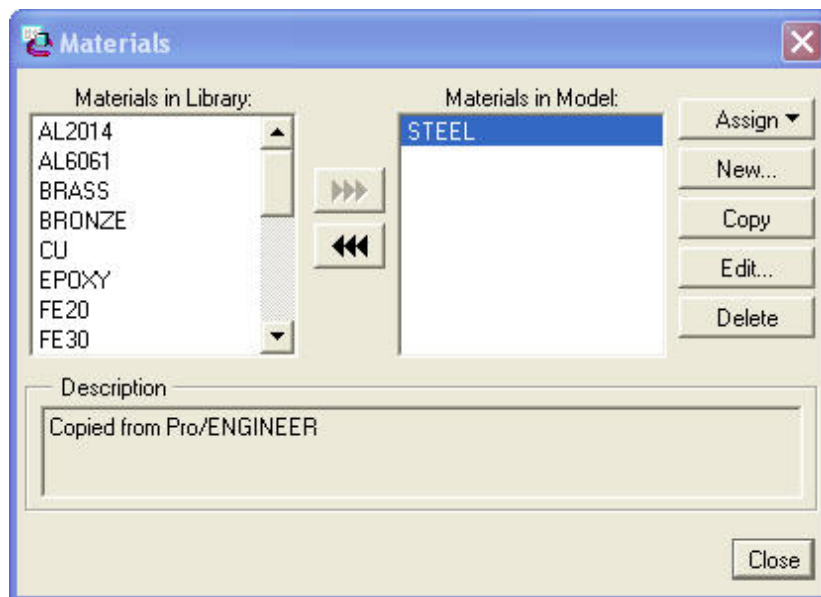 Materials
Materials in Library:
AL2014
AL6061
BRASS
BRONZE
CU
EPOXY
FE20
FE30
Materials in Model:
STEEL
Assign
New...
Copy
Edit...
Delete
Description
Copied from Pro/ENGINEER
Close